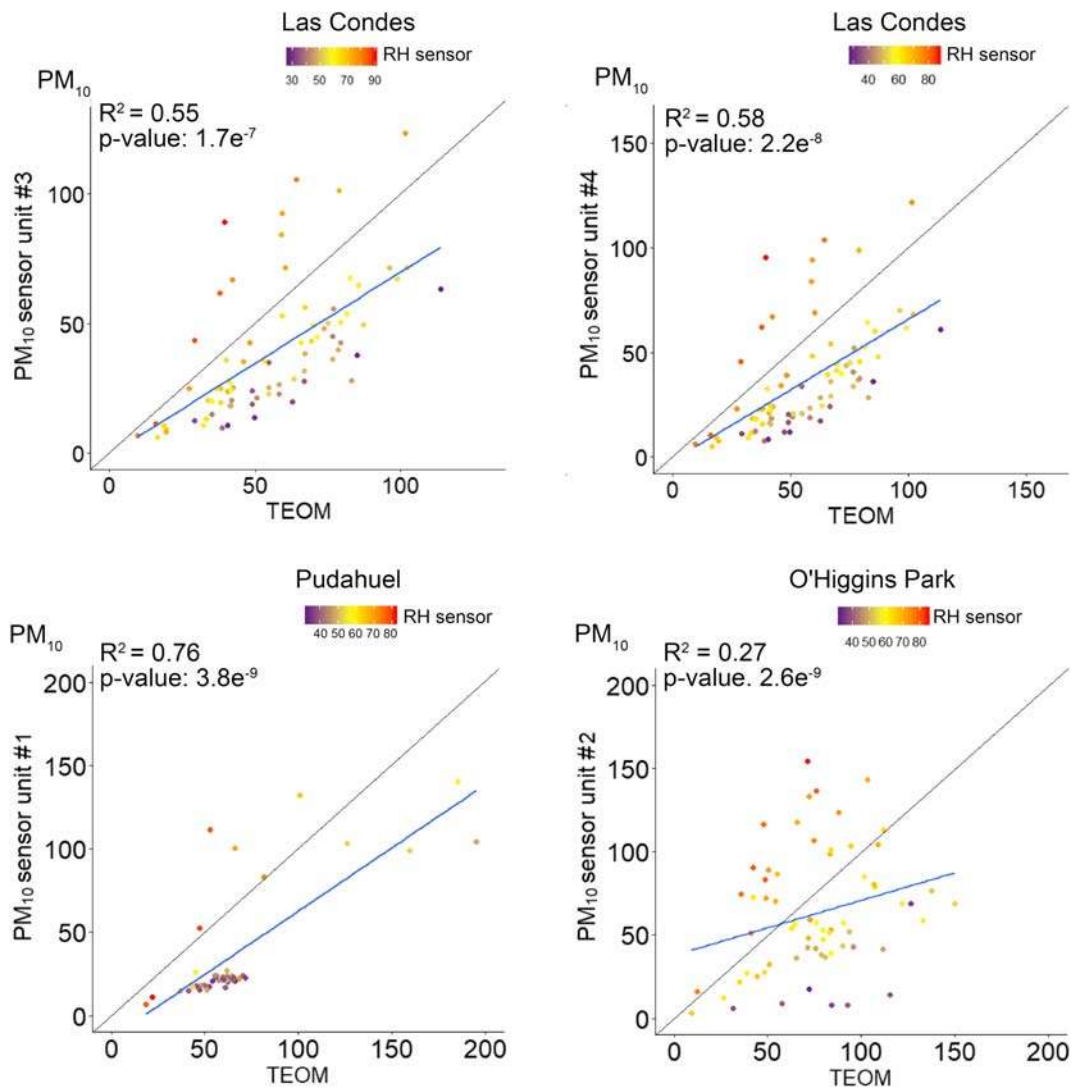 Las Condes
RH sensor
30 50 70 90
PM10
R2 = 0.55
p-value: 1.7e-7
100
50
0
PM10 sensor unit #3
0 50 100
TEOM
Las Condes
RH sensor
40 60 80
PM10
R2 = 0.58
p-value: 2.2e-8
150
100
50
0
PM10 sensor unit #4
0 50 100 150
TEOM
Pudahuel
RH sensor
40 50 60 70 80
PM10
R2 = 0.76
p-value: 3.8e-9
200
150
100
50
0
PM10 sensor unit #1
0 50 100 150 200
TEOM
O'Higgins Park
RH sensor
40 50 60 70 80
PM10
R2 = 0.27
p-value. 2.6e-9
200
150
100
50
0
PM10 sensor unit #2
0 50 100 150 200
TEOM